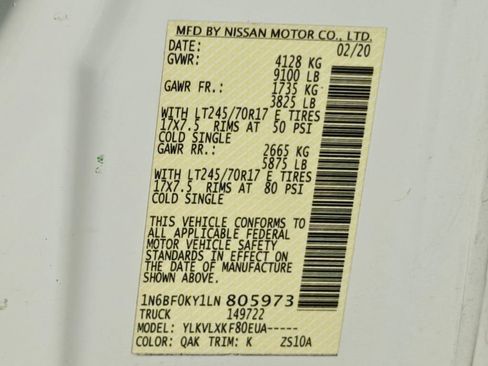 MFD BY NISSAN MOTOR CO., LTD.
DATE: 02/20
GVWR: 4128 KG
9100 LB
GAWR FR.: 1735 KG
3825 LB
WITH LT245/70R17 E TIRES
17X7.5 RIMS AT 50 PSI
COLD SINGLE
GAWR RR.: 2665 KG
5875 LB
WITH LT245/70R17 E TIRES
17X7.5 RIMS AT 80 PSI
COLD SINGLE
THIS VEHICLE CONFORMS TO
ALL APPLICABLE FEDERAL
MOTOR VEHICLE SAFETY
STANDARDS IN EFFECT ON
THE DATE OF MANUFACTURE
SHOWN ABOVE.
1N6BF0KY1LN 805973
TRUCK 149722
MODEL: YLKVLXKF80EUA-----
COLOR: QAK TRIM: K ZS10A